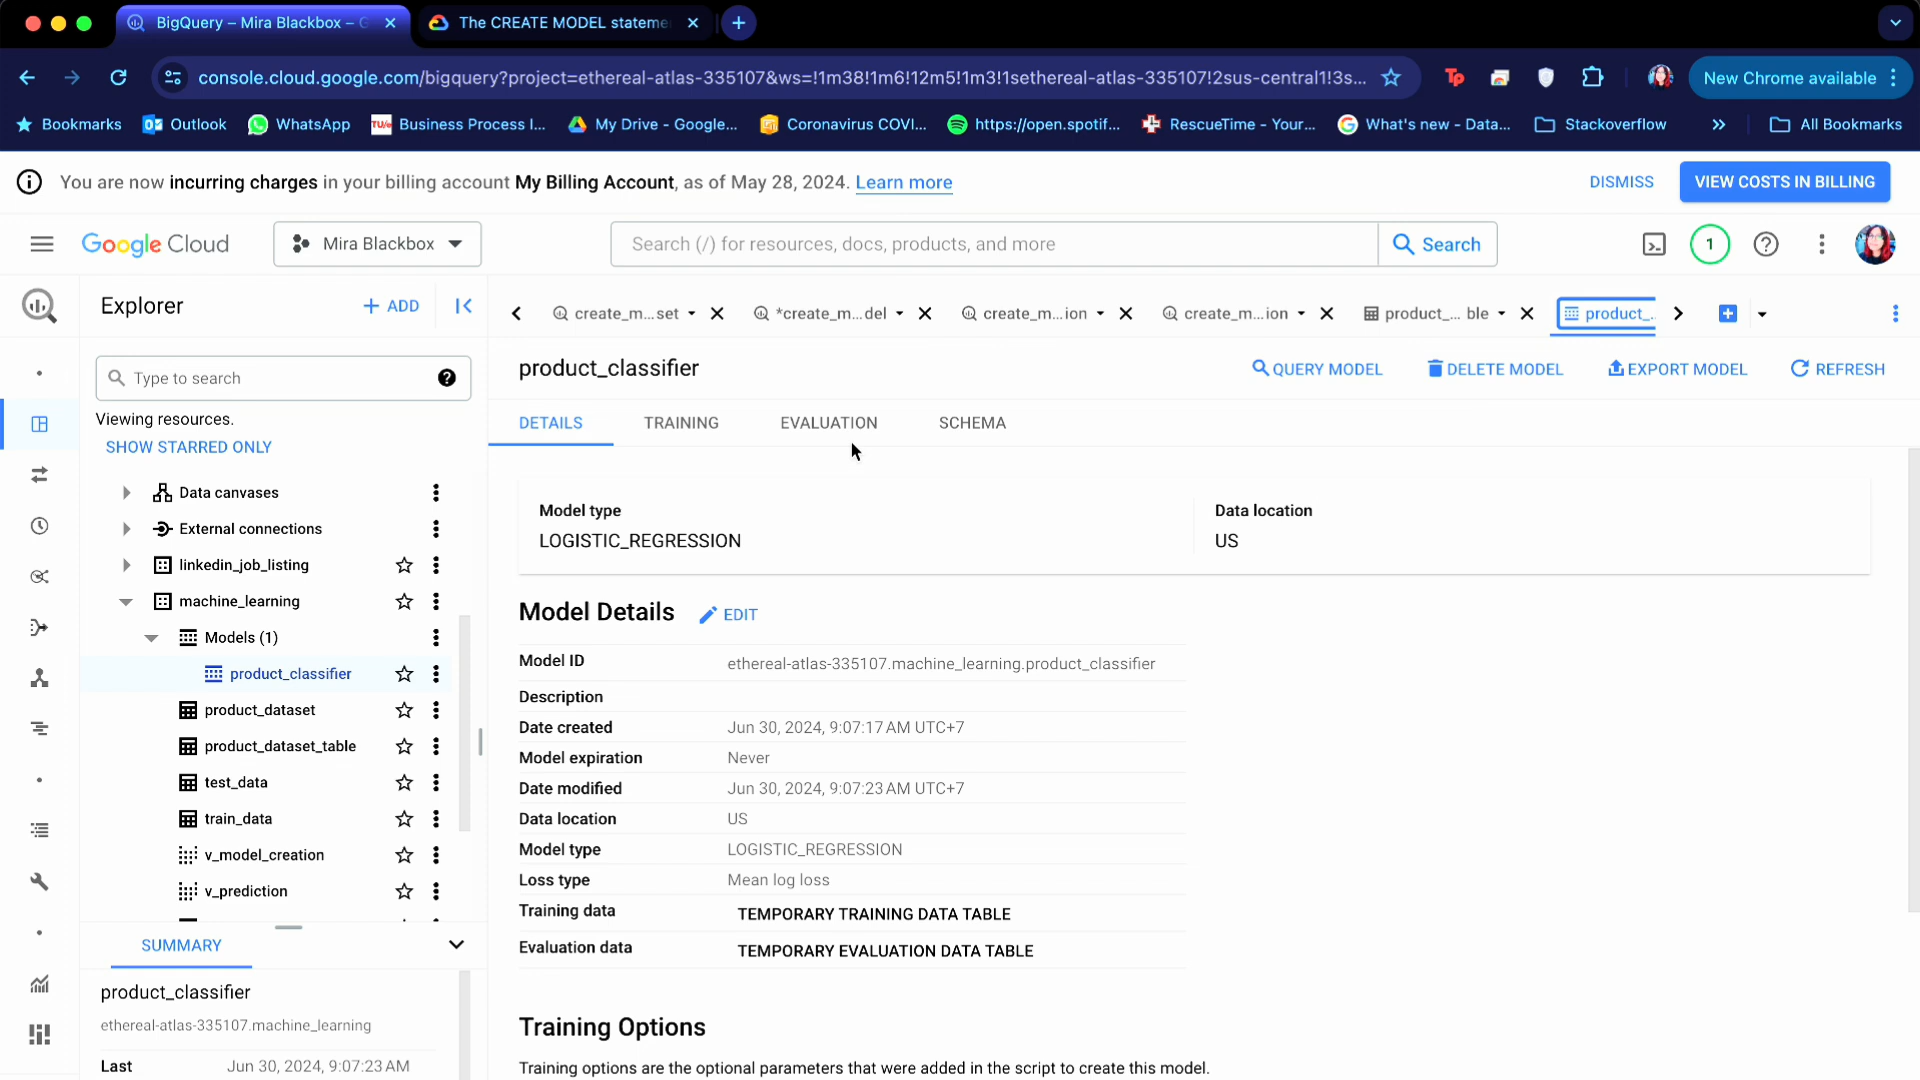 BigQuery – Mira Blackbox – G
The CREATE MODEL stateme
console.cloud.google.com/bigquery?project=ethereal-atlas-335107&ws=!1m38!1m6!12m5!1m3!1sethereal-atlas-335107!2sus-central1!3s...
New Chrome available
Bookmarks
Outlook
WhatsApp
Business Process I...
My Drive - Google...
Coronavirus COVI...
https://open.spotif...
RescueTime - Your...
What's new - Data...
Stackoverflow
All Bookmarks
You are now incurring charges in your billing account My Billing Account, as of May 28, 2024. Learn more
DISMISS
VIEW COSTS IN BILLING
Google Cloud
Mira Blackbox
Search (/) for resources, docs, products, and more
Search
1
Explorer
+ ADD
create_m...set
*create_m...del
create_m...ion
create_m...ion
product_... ble
product_..
Type to search
Viewing resources.
SHOW STARRED ONLY
Data canvases
External connections
linkedin_job_listing
machine_learning
Models (1)
product_classifier
product_dataset
product_dataset_table
test_data
train_data
v_model_creation
v_prediction
SUMMARY
product_classifier
ethereal-atlas-335107.machine_learning
Last Jun 30, 2024, 9:07:23 AM
product_classifier
QUERY MODEL
DELETE MODEL
EXPORT MODEL
REFRESH
DETAILS
TRAINING
EVALUATION
SCHEMA
Model type
LOGISTIC_REGRESSION
Data location
US
Model Details
EDIT
Model ID ethereal-atlas-335107.machine_learning.product_classifier
Description
Date created Jun 30, 2024, 9:07:17 AM UTC+7
Model expiration Never
Date modified Jun 30, 2024, 9:07:23 AM UTC+7
Data location US
Model type LOGISTIC_REGRESSION
Loss type Mean log loss
Training data TEMPORARY TRAINING DATA TABLE
Evaluation data TEMPORARY EVALUATION DATA TABLE
Training Options
Training options are the optional parameters that were added in the script to create this model.